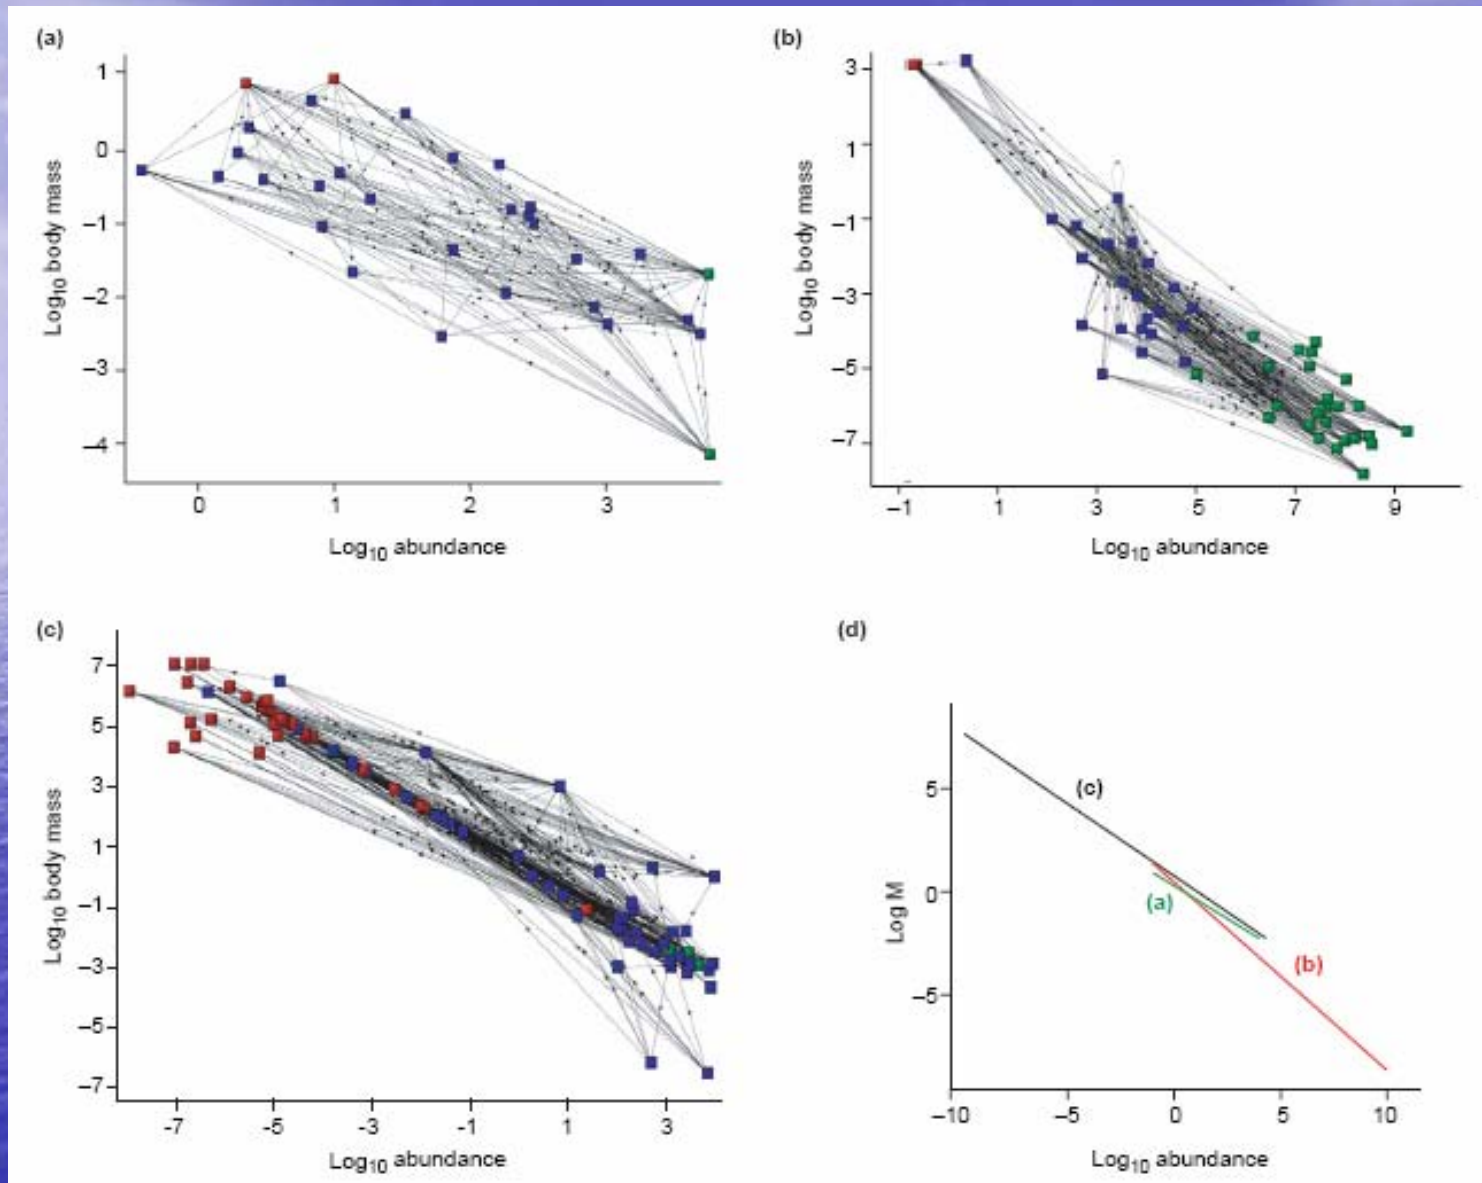 (a)
1
0
–1
–2
–3
–4
Log10 body mass
0 1 2 3
Log10 abundance
(b)
3
1
–1
–3
–5
–7
Log10 body mass
–1 1 3 5 7 9
Log10 abundance
(c)
7
5
3
1
–1
–3
–5
–7
Log10 body mass
-7 -5 -3 -1 1 3
Log10 abundance
(d)
5
0
–5
Log M
(c)
(a)
(b)
–10 –5 0 5 10
Log10 abundance